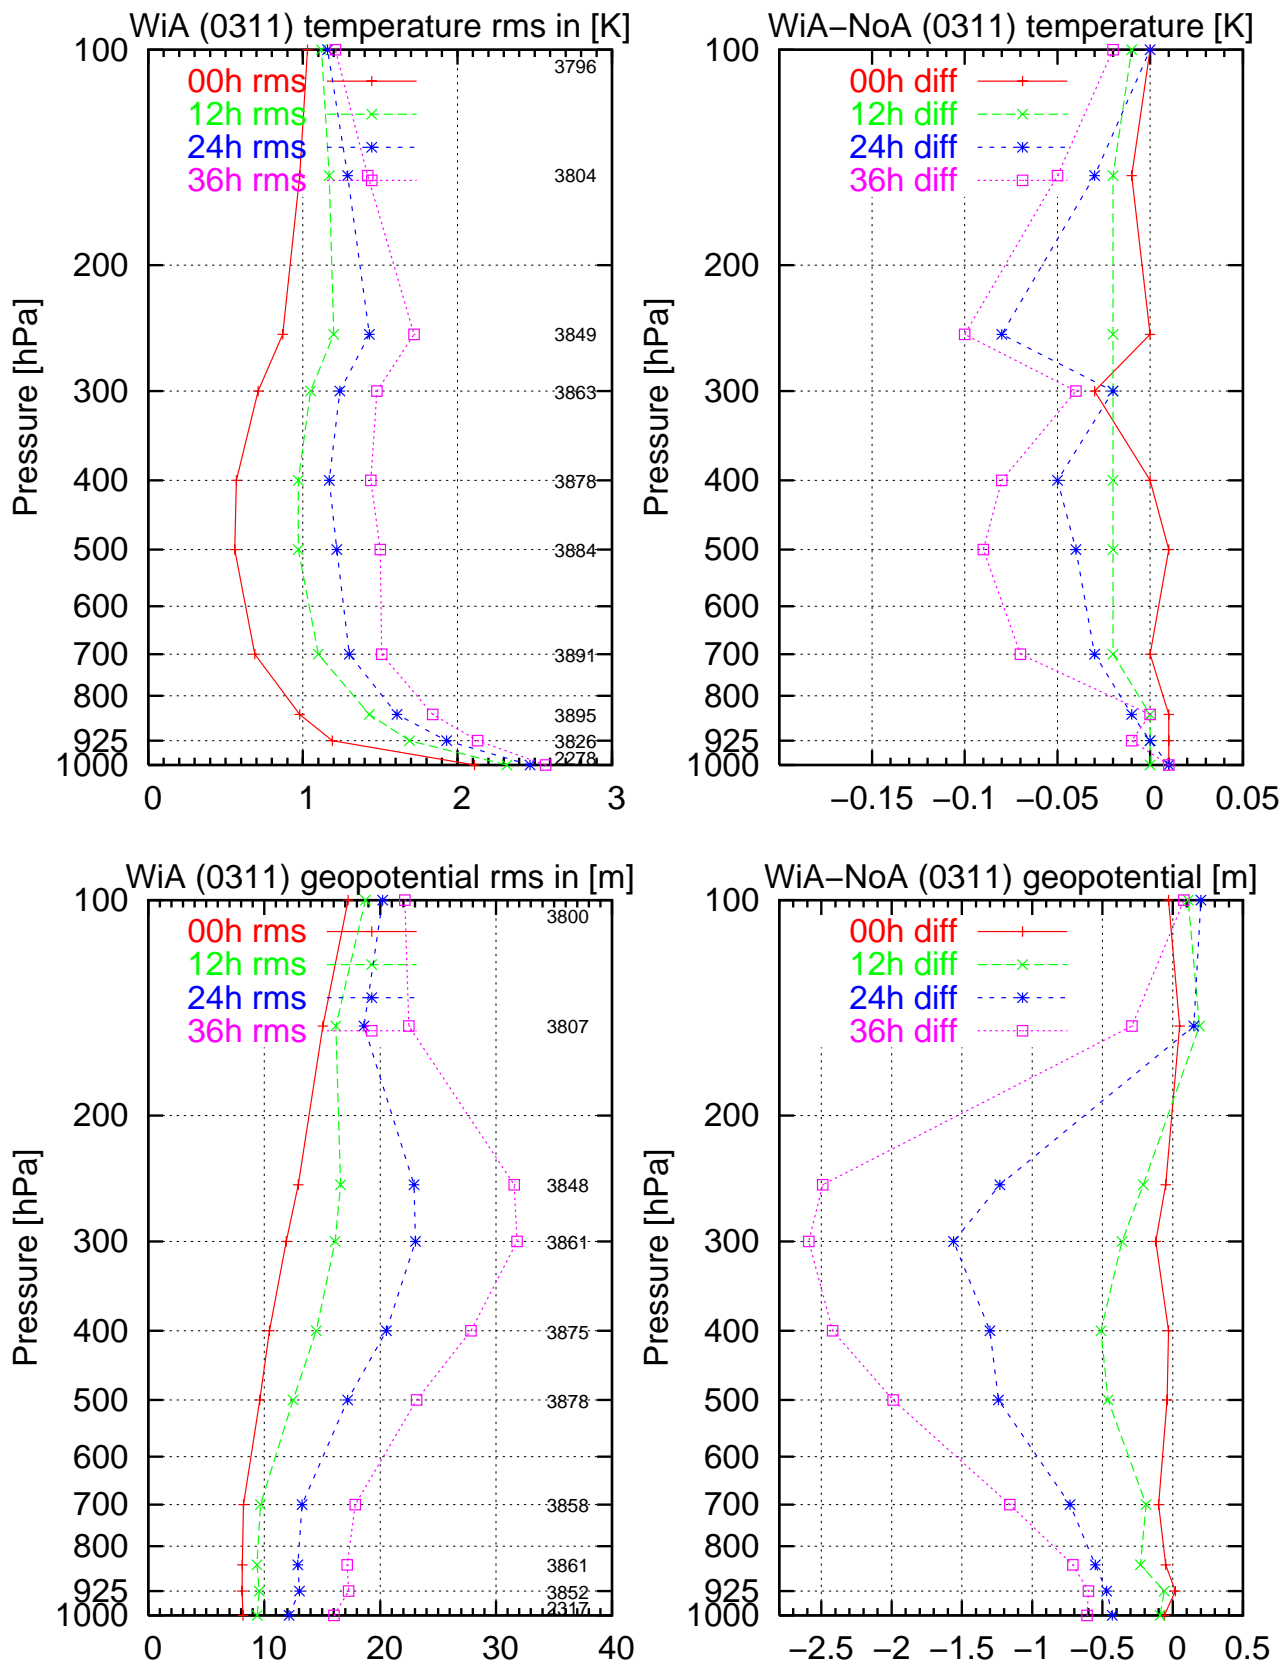 WiA (0311) temperature rms in [K]
100
200
300
400
500
600
700
800
925
1000
Pressure [hPa]
00h rms
12h rms
24h rms
36h rms
3796
3804
3849
3863
3878
3884
3891
3895
3826
2278
0 1 2 3
WiA−NoA (0311) temperature [K]
100
200
300
400
500
600
700
800
925
1000
Pressure [hPa]
00h diff
12h diff
24h diff
36h diff
−0.15 −0.1 −0.05 0 0.05
WiA (0311) geopotential rms in [m]
100
200
300
400
500
600
700
800
925
1000
Pressure [hPa]
00h rms
12h rms
24h rms
36h rms
3800
3807
3848
3861
3875
3878
3858
3861
3852
2317
0 10 20 30 40
WiA−NoA (0311) geopotential [m]
100
200
300
400
500
600
700
800
925
1000
Pressure [hPa]
00h diff
12h diff
24h diff
36h diff
−2.5 −2 −1.5 −1 −0.5 0 0.5